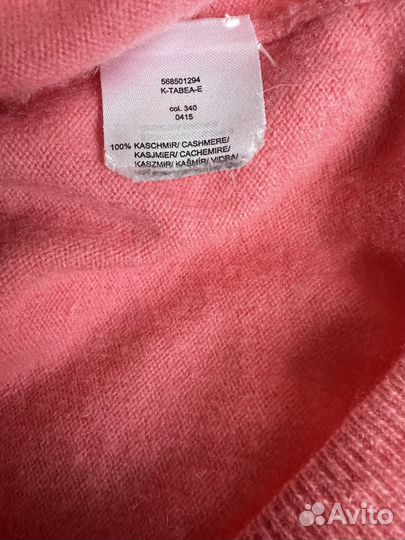 568501294
K-TABEA-E
col. 340
0415
100% KASCHMIR/ CASHMERE/
KASJMIER/ CACHEMIRE/
KASZMIR/ KAŠMÍR/ VIDRA/
Avito